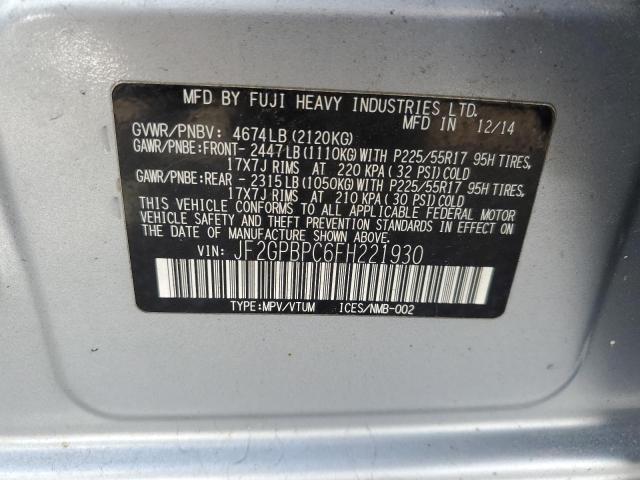 MFD BY FUJI HEAVY INDUSTRIES LTD.
MFD IN 12/14
GVWR/PNBV: 4674LB(2120KG)
GAWR/PNBE:FRONT- 2447LB(1110KG)WITH P225/55R17 95H TIRES,
17X7J RIMS AT 220 KPA(32 PSI)COLD
GAWR/PNBE:REAR - 2315LB(1050KG)WITH P225/55R17 95H TIRES,
17X7J RIMS AT 210 KPA(30 PSI)COLD
THIS VEHICLE CONFORMS TO ALL APPLICABLE FEDERAL MOTOR
VEHICLE SAFETY AND THEFT PREVENTION STANDARDS IN EFFECT ON
THE DATE OF MANUFACTURE SHOWN ABOVE.
VIN: JF2GPBPC6FH221930
TYPE:MPV/VTUM ICES/NMB-002